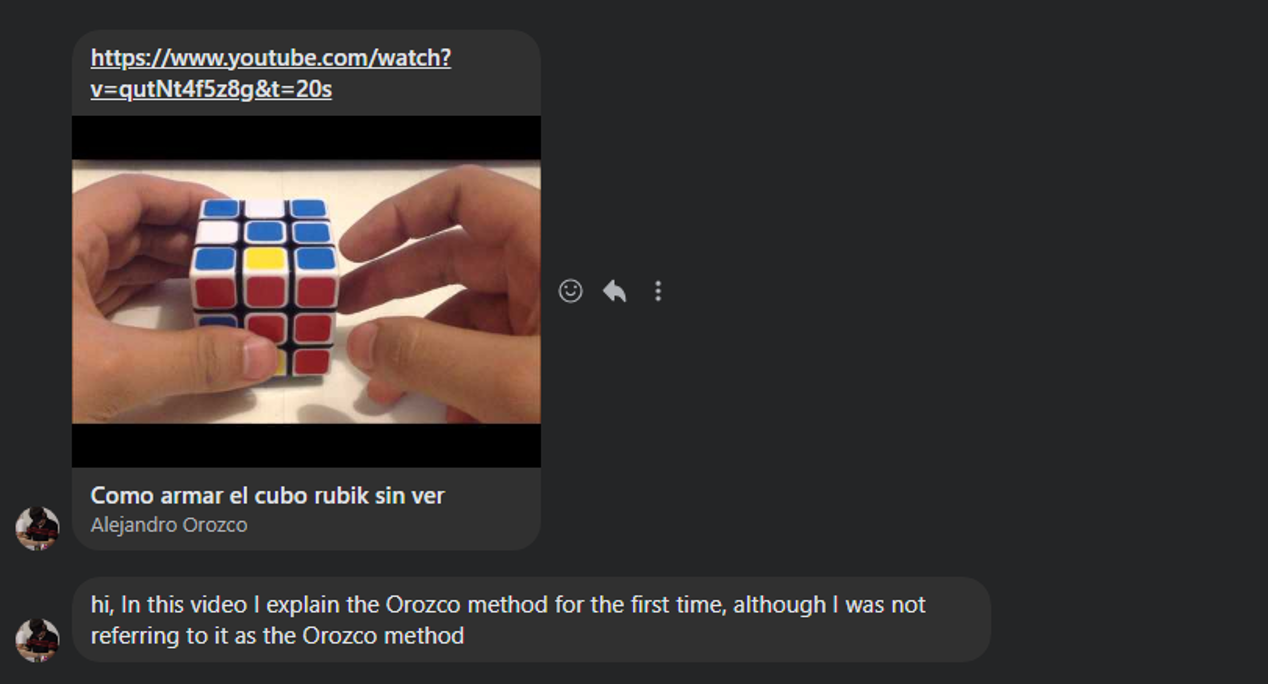 https://www.youtube.com/watch?
v=qutNt4f5z8g&t=20s
Como armar el cubo rubik sin ver
Alejandro Orozco
hi, In this video I explain the Orozco method for the first time, although I was not
referring to it as the Orozco method